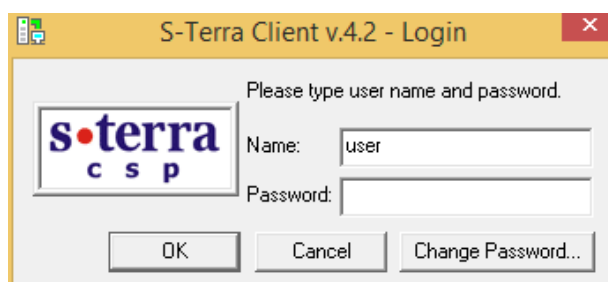 S-Terra Client v.4.2 - Login
Please type user name and password.
s•terra
c s p
Name: user
Password:
OK Cancel Change Password...